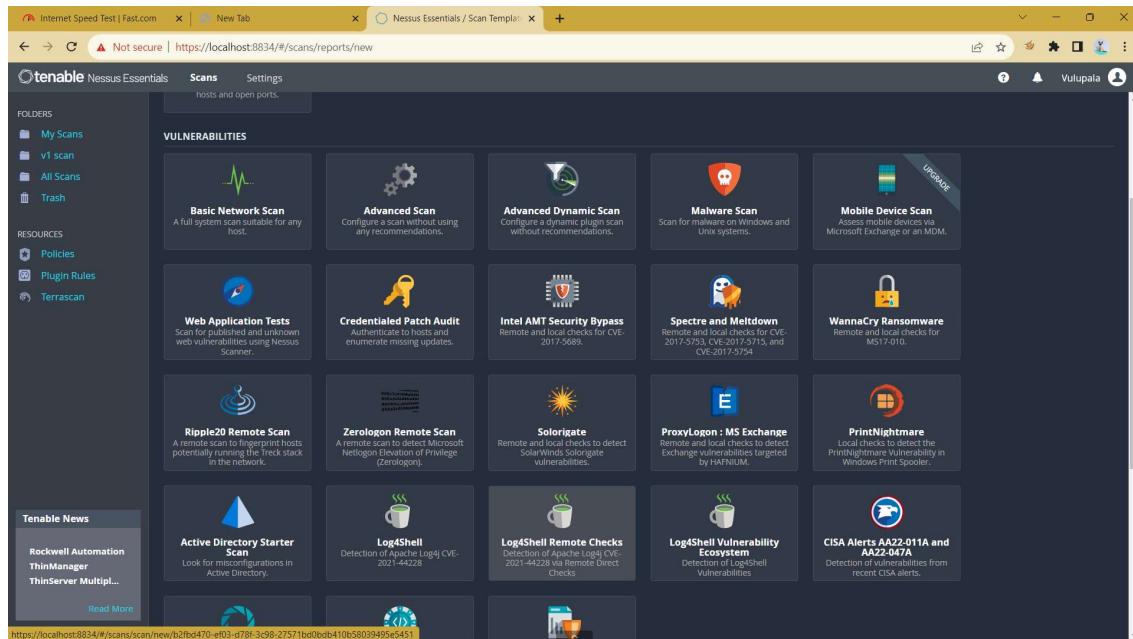 Internet Speed Test | Fast.com
New Tab
Nessus Essentials / Scan Templat
Not secure | https://localhost:8834/#/scans/reports/new
tenable Nessus Essentials
Scans
Settings
Vulupala
FOLDERS
My Scans
v1 scan
All Scans
Trash
RESOURCES
Policies
Plugin Rules
Terrascan
Tenable News
Rockwell Automation
ThinManager
ThinServer Multipl...
Read More
hosts and open ports.
VULNERABILITIES
Basic Network Scan
A full system scan suitable for any
host.
Advanced Scan
Configure a scan without using
any recommendations.
Advanced Dynamic Scan
Configure a dynamic plugin scan
without recommendations.
Malware Scan
Scan for malware on Windows and
Unix systems.
UPGRADE
Mobile Device Scan
Assess mobile devices via
Microsoft Exchange or an MDM.
Web Application Tests
Scan for published and unknown
web vulnerabilities using Nessus
Scanner.
Credentialed Patch Audit
Authenticate to hosts and
enumerate missing updates.
Intel AMT Security Bypass
Remote and local checks for CVE-
2017-5689.
Spectre and Meltdown
Remote and local checks for CVE-
2017-5753, CVE-2017-5715, and
CVE-2017-5754
WannaCry Ransomware
Remote and local checks for
MS17-010.
Ripple20 Remote Scan
A remote scan to fingerprint hosts
potentially running the Treck stack
in the network.
Zerologon Remote Scan
A remote scan to detect Microsoft
Netlogon Elevation of Privilege
(Zerologon).
Solorigate
Remote and local checks to detect
SolarWinds Solorigate
vulnerabilities.
E
ProxyLogon : MS Exchange
Remote and local checks to detect
Exchange vulnerabilities targeted
by HAFNIUM.
PrintNightmare
Local checks to detect the
PrintNightmare Vulnerability in
Windows Print Spooler.
Active Directory Starter
Scan
Look for misconfigurations in
Active Directory.
Log4Shell
Detection of Apache Log4j CVE-
2021-44228
Log4Shell Remote Checks
Detection of Apache Log4j CVE-
2021-44228 via Remote Direct
Checks
Log4Shell Vulnerability
Ecosystem
Detection of Log4Shell
Vulnerabilities
CISA Alerts AA22-011A and
AA22-047A
Detection of vulnerabilities from
recent CISA alerts.
https://localhost:8834/#/scans/scan/new/b2fbd470-ef03-d78f-3c98-27571bd0bdb410b58039495e5451